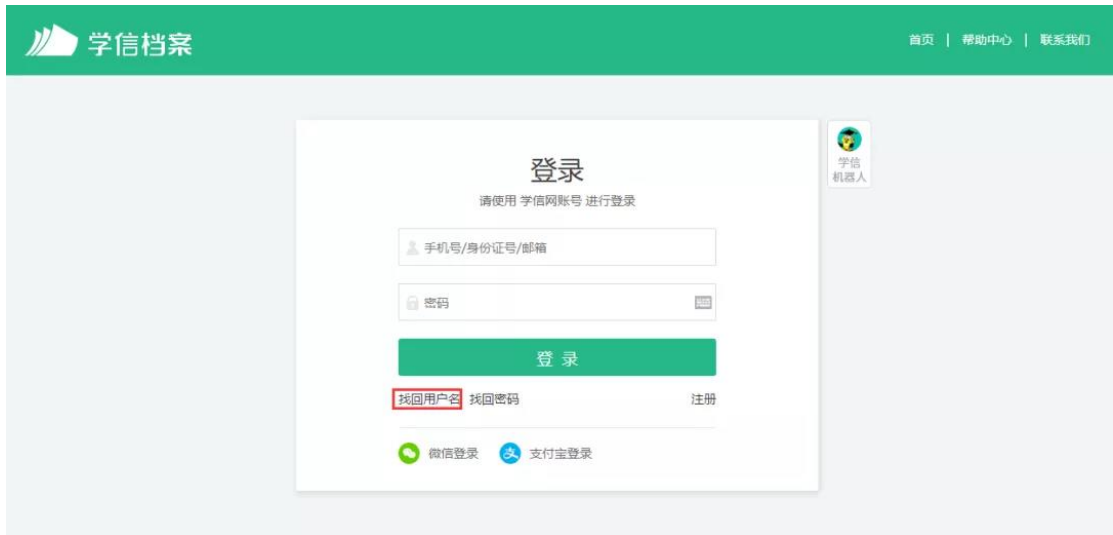 学信档案
首页 | 帮助中心 | 联系我们
登录
请使用 学信网账号 进行登录
学信
机器人
手机号/身份证号/邮箱
密码
登 录
找回用户名 找回密码 注册
微信登录 支付宝登录